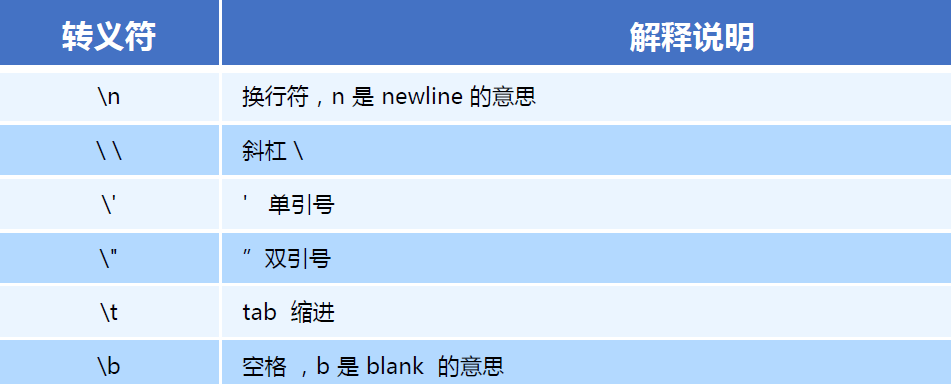 转义符 解释说明
\n 换行符，n 是 newline 的意思
\ \ 斜杠 \
\' ' 单引号
\" ” 双引号
\t tab 缩进
\b 空格 ，b 是 blank 的意思